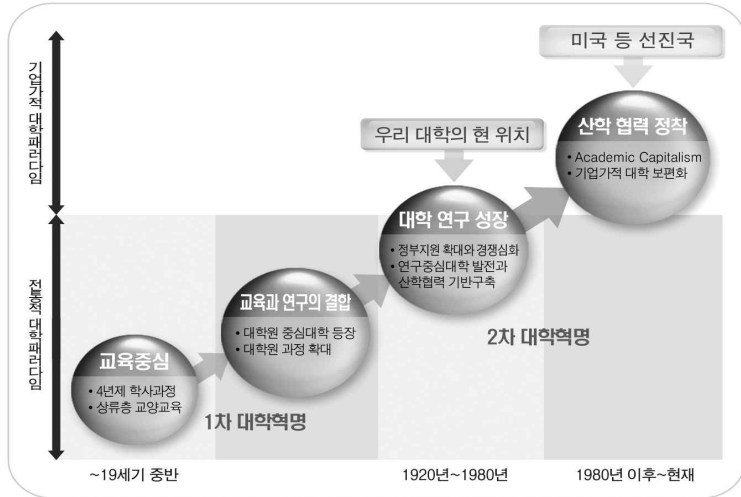 미국 등 선진국
기업가적 대학패러다임
산학 협력 정착
• Academic Capitalism
• 기업가적 대학 보편화
우리 대학의 현 위치
대학 연구 성장
• 정부지원 확대와 경쟁심화
• 연구중심대학 발전과
산학협력 기반구축
전통적 대학패러다임
교육과 연구의 결합
• 대학원 중심대학 등장
• 대학원 과정 확대
2차 대학혁명
교육중심
• 4년제 학사과정
• 상류층 교양교육
1차 대학혁명
~19세기 중반
1920년~1980년
1980년 이후~현재